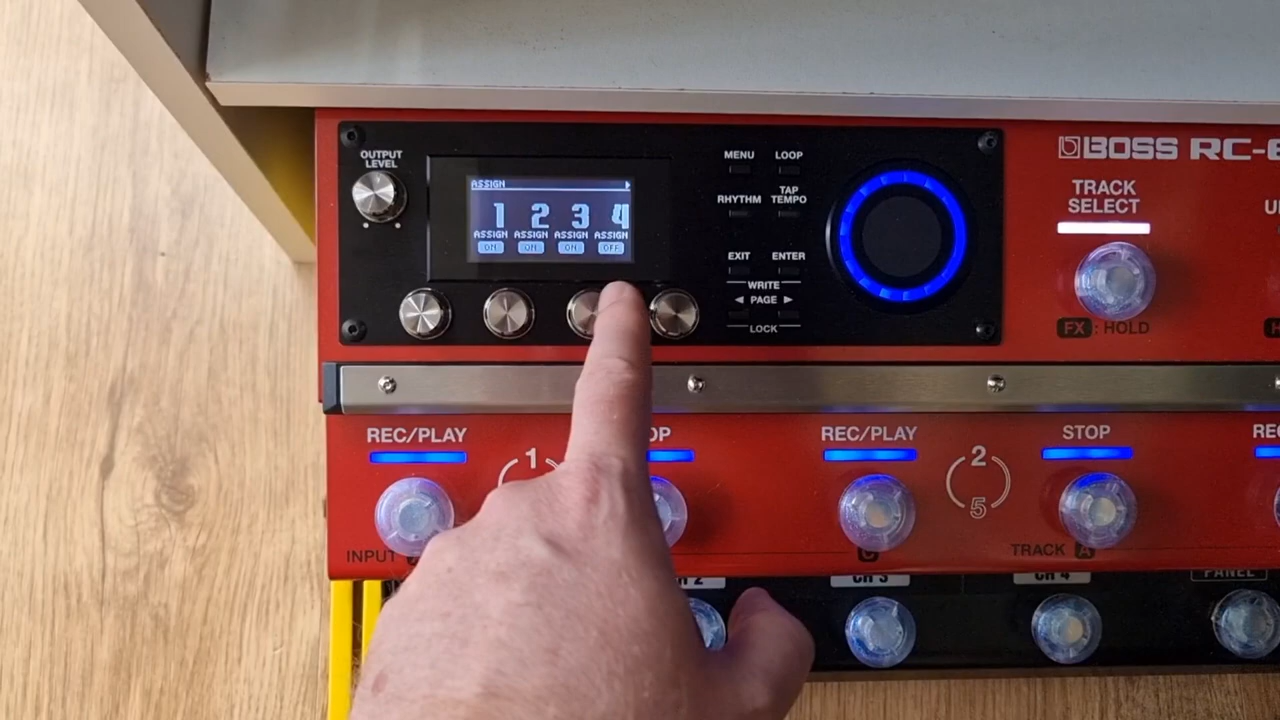 OUTPUT
LEVEL
ASSIGN
1 2 3 4
ASSIGN ASSIGN ASSIGN ASSIGN
ON ON ON OFF
MENU LOOP
RHYTHM TAP
TEMPO
EXIT ENTER
WRITE
◄ PAGE ►
LOCK
BOSS RC-
TRACK
SELECT
FX : HOLD
REC/PLAY
1
REC/PLAY
2
5
STOP
INPUT
C
TRACK A
CH 3
CH 4
PANEL